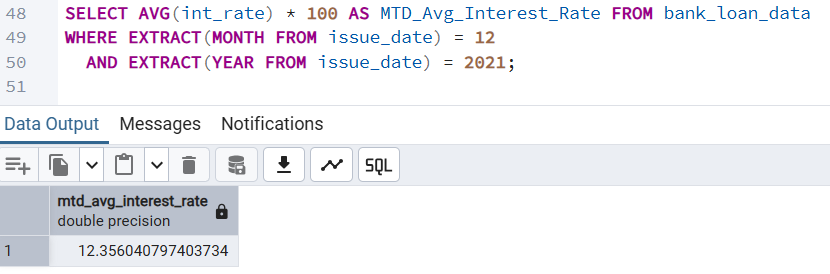 48 SELECT AVG(int_rate) * 100 AS MTD_Avg_Interest_Rate FROM bank_loan_data
49 WHERE EXTRACT(MONTH FROM issue_date) = 12
50 AND EXTRACT(YEAR FROM issue_date) = 2021;
51
Data Output Messages Notifications
SQL
mtd_avg_interest_rate
double precision
1 12.356040797403734